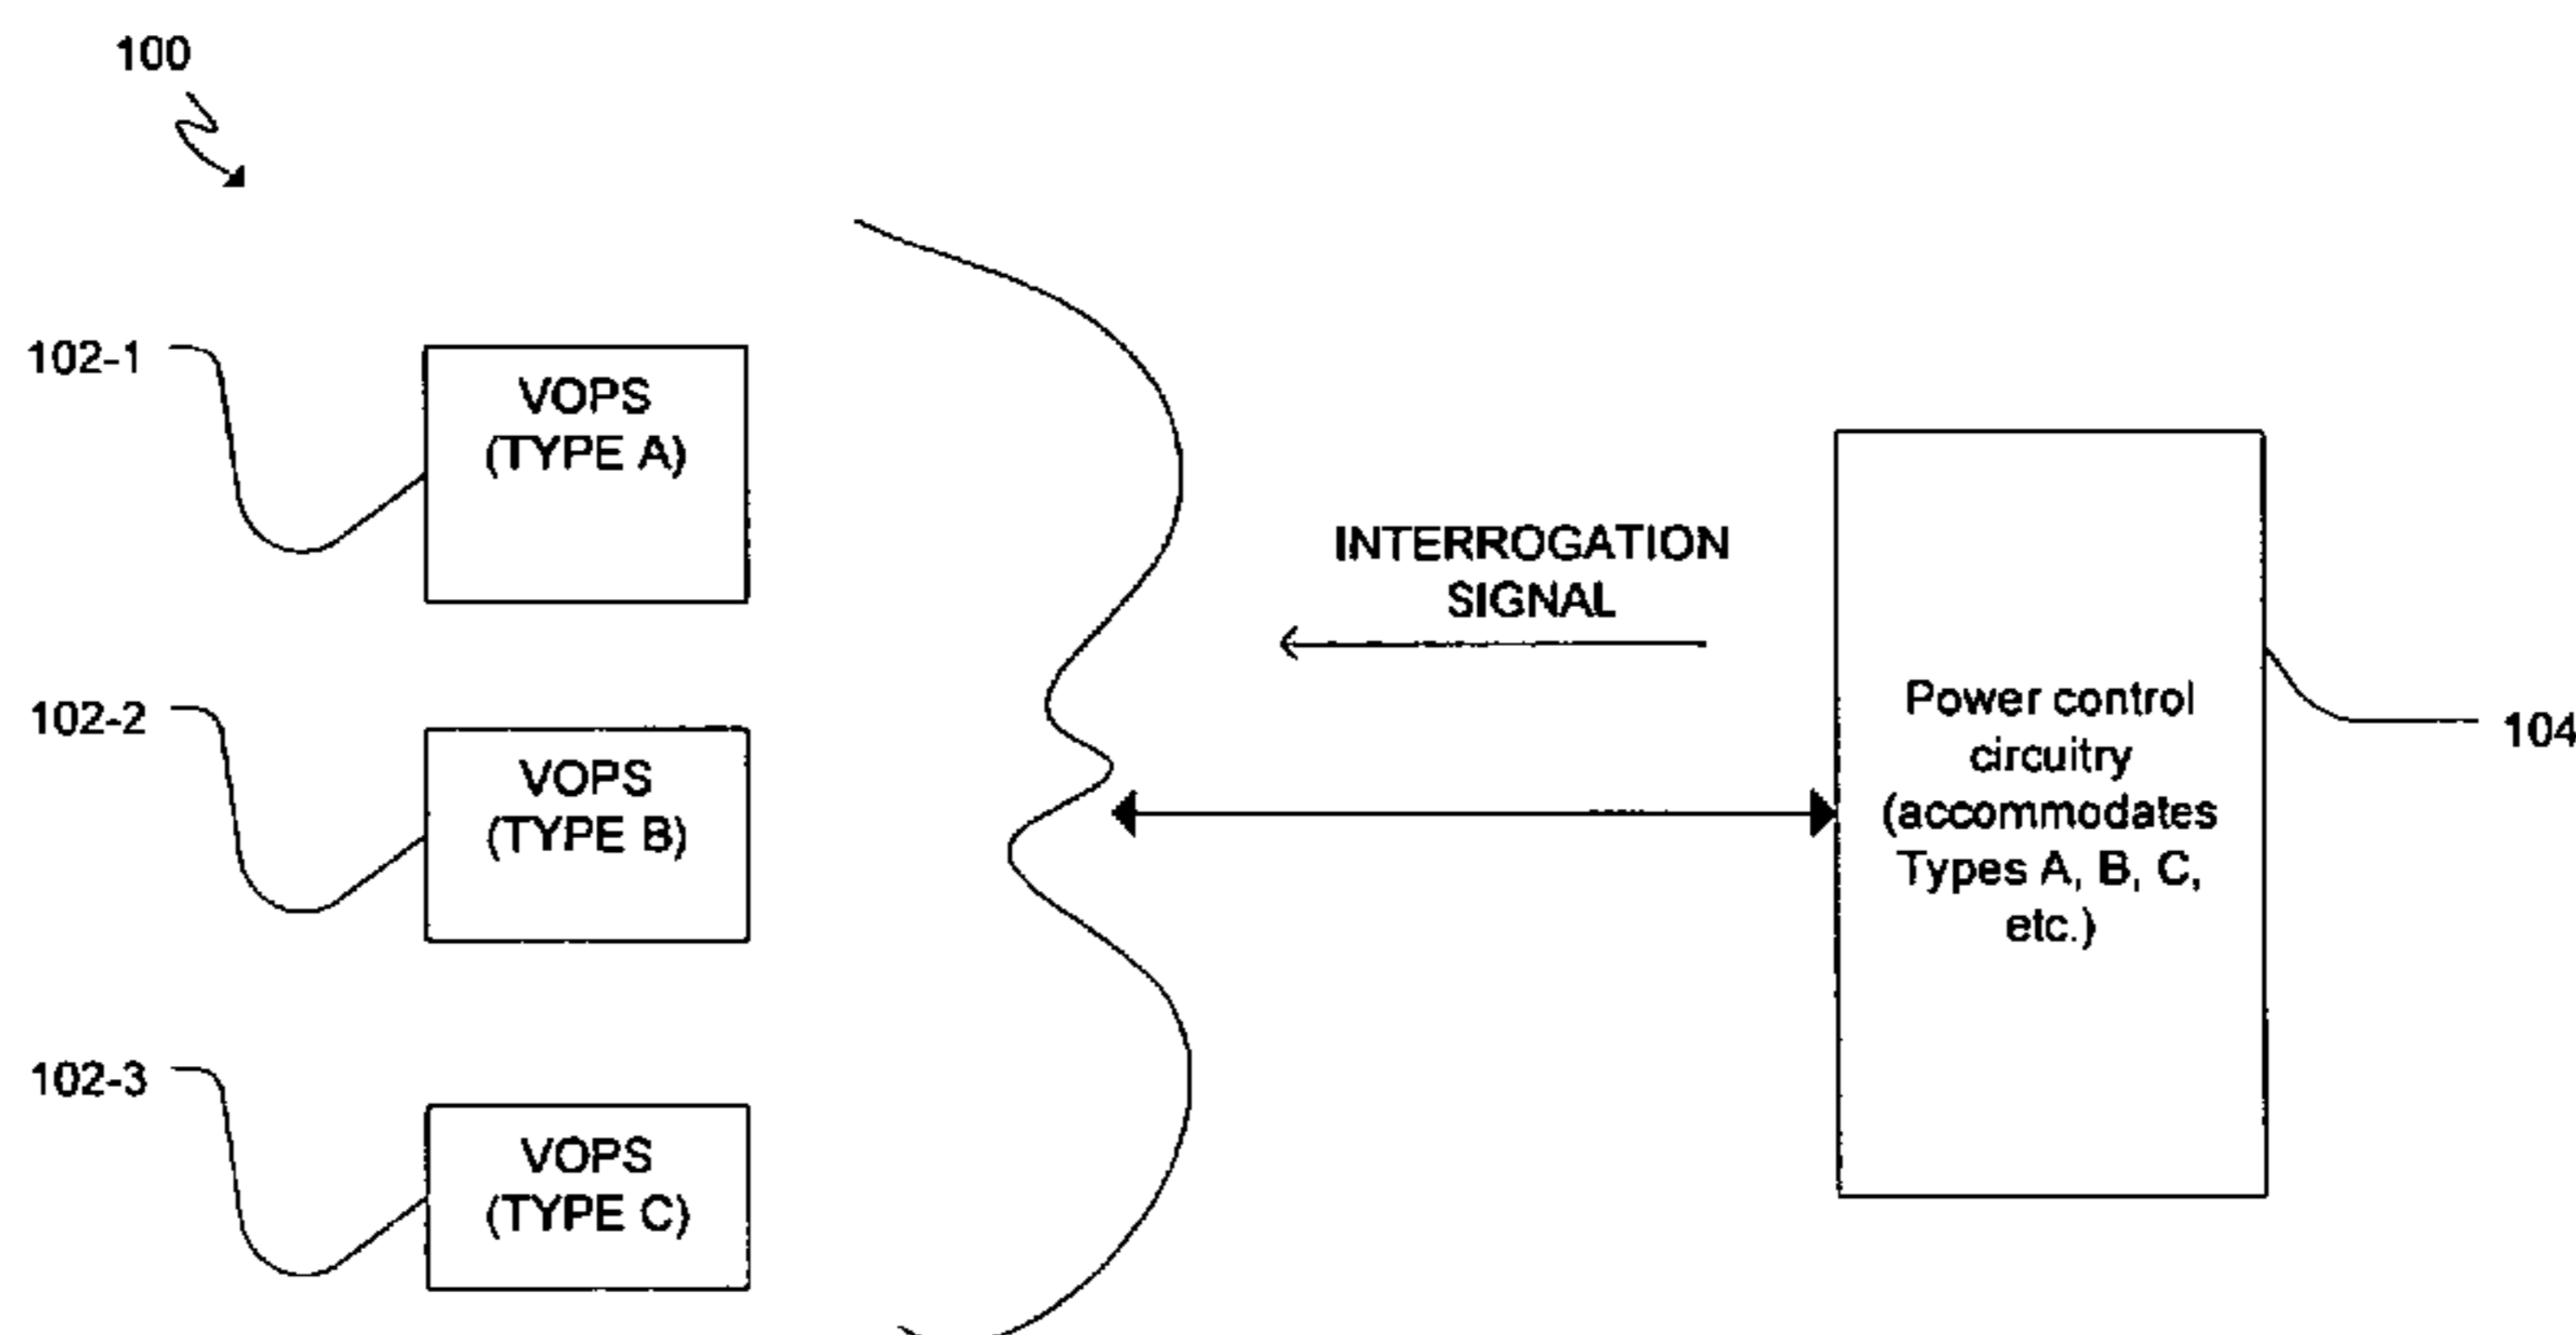 100
102-1
VOPS
(TYPE A)
INTERROGATION
SIGNAL
102-2
VOPS
(TYPE B)
Power control
circuitry
(accommodates
Types A, B, C,
etc.)
104
102-3
VOPS
(TYPE C)